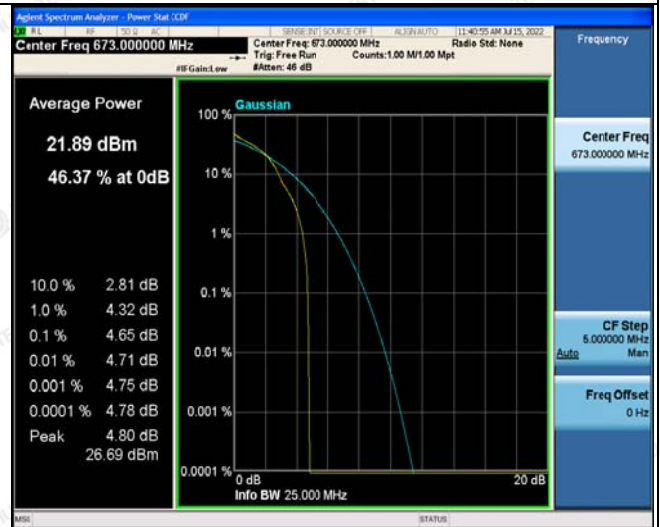 Agilent Spectrum Analyzer - Power Stat CCDF
RL RF 50 Ω AC SENSE:INT SOURCE OFF ALIGN AUTO 11:40:55 AM Jul 15, 2022
Center Freq 673.000000 MHz
Center Freq: 673.000000 MHz Radio Std: None
Trig: Free Run Counts:1.00 M/1.00 Mpt
#IFGain:Low #Atten: 46 dB
Frequency
Average Power
21.89 dBm
46.37 % at 0dB
10.0 % 2.81 dB
1.0 % 4.32 dB
0.1 % 4.65 dB
0.01 % 4.71 dB
0.001 % 4.75 dB
0.0001 % 4.78 dB
Peak 4.80 dB
26.69 dBm
Gaussian
100 %
10 %
1 %
0.1 %
0.01 %
0.001 %
0.0001 %
0 dB 20 dB
Info BW 25.000 MHz
Center Freq
673.000000 MHz
CF Step
5.000000 MHz
Auto Man
Freq Offset
0 Hz
MSG STATUS